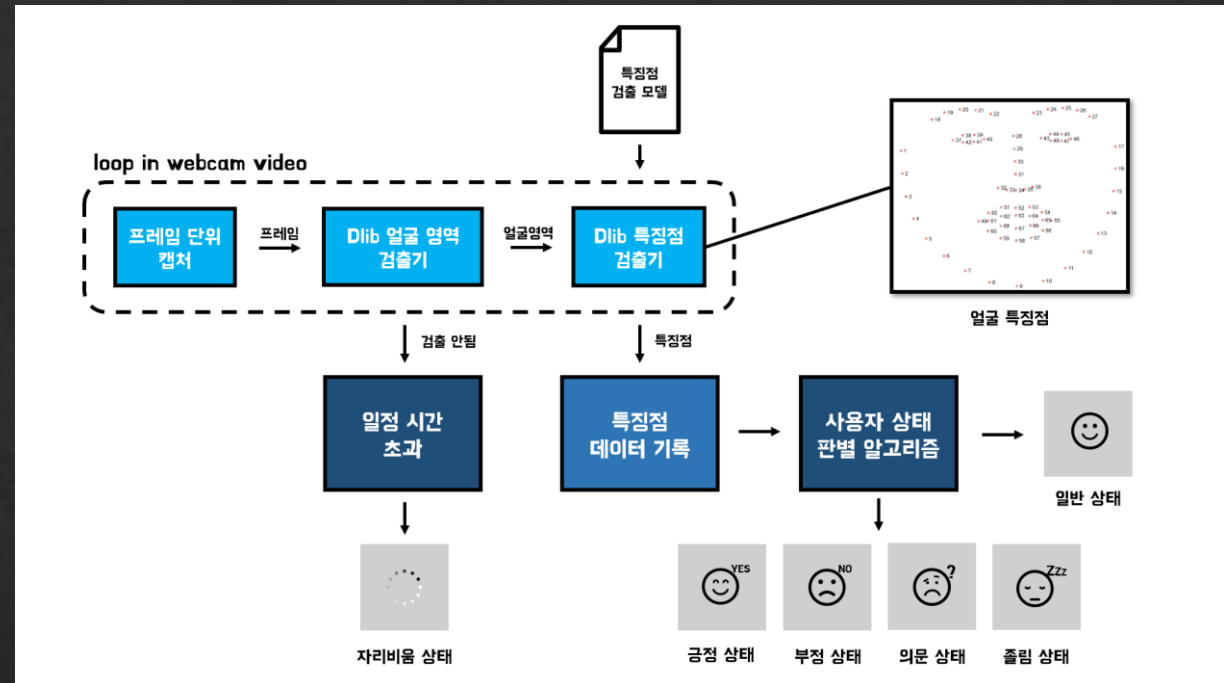 특징점
검출 모델
loop in webcam video
프레임 단위
캡처
프레임
Dlib 얼굴 영역
검출기
얼굴영역
Dlib 특징점
검출기
얼굴 특징점
검출 안됨
특징점
일정 시간
초과
특징점
데이터 기록
사용자 상태
판별 알고리즘
일반 상태
YES
NO
?
Zzz
자리비움 상태
긍정 상태
부정 상태
의문 상태
졸림 상태